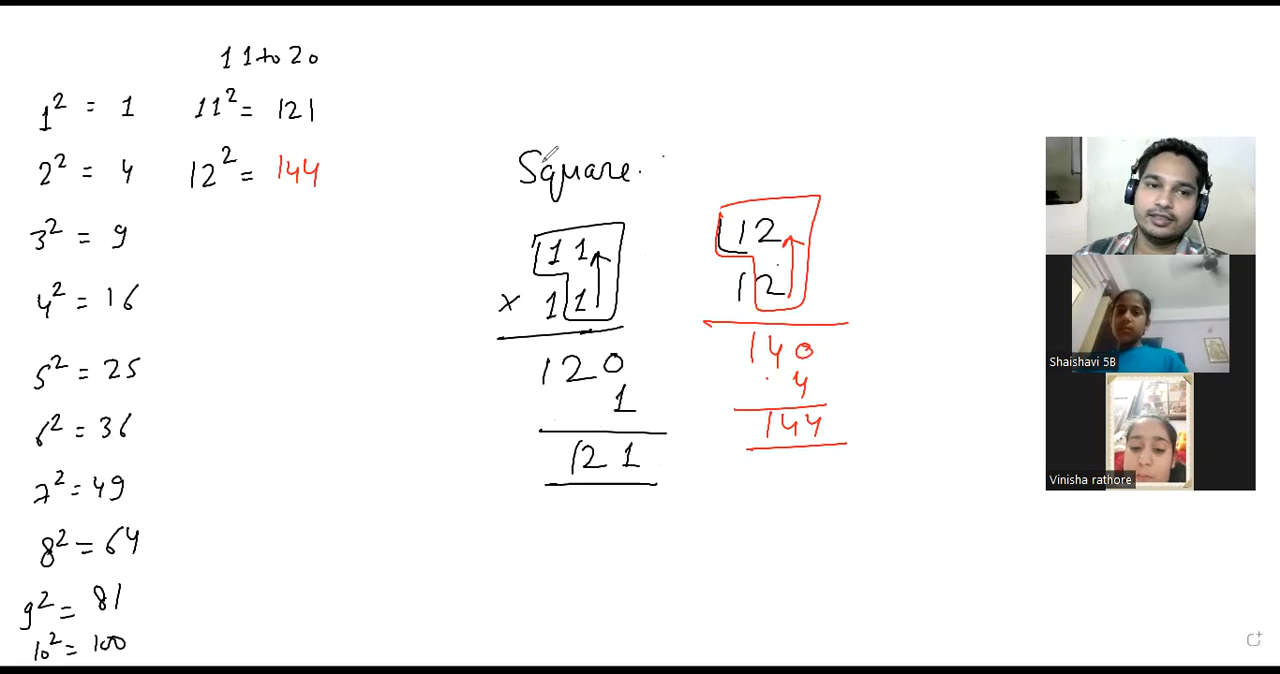 11 to 20
1² = 1
2² = 4
3² = 9
4² = 16
5² = 25
6² = 36
7² = 49
8² = 64
9² = 81
10² = 100
11² = 121
12² = 144
Square.
11
× 11
120
1
121
12
12
140
4
144
Shaishavi 5B
Vinisha rathore